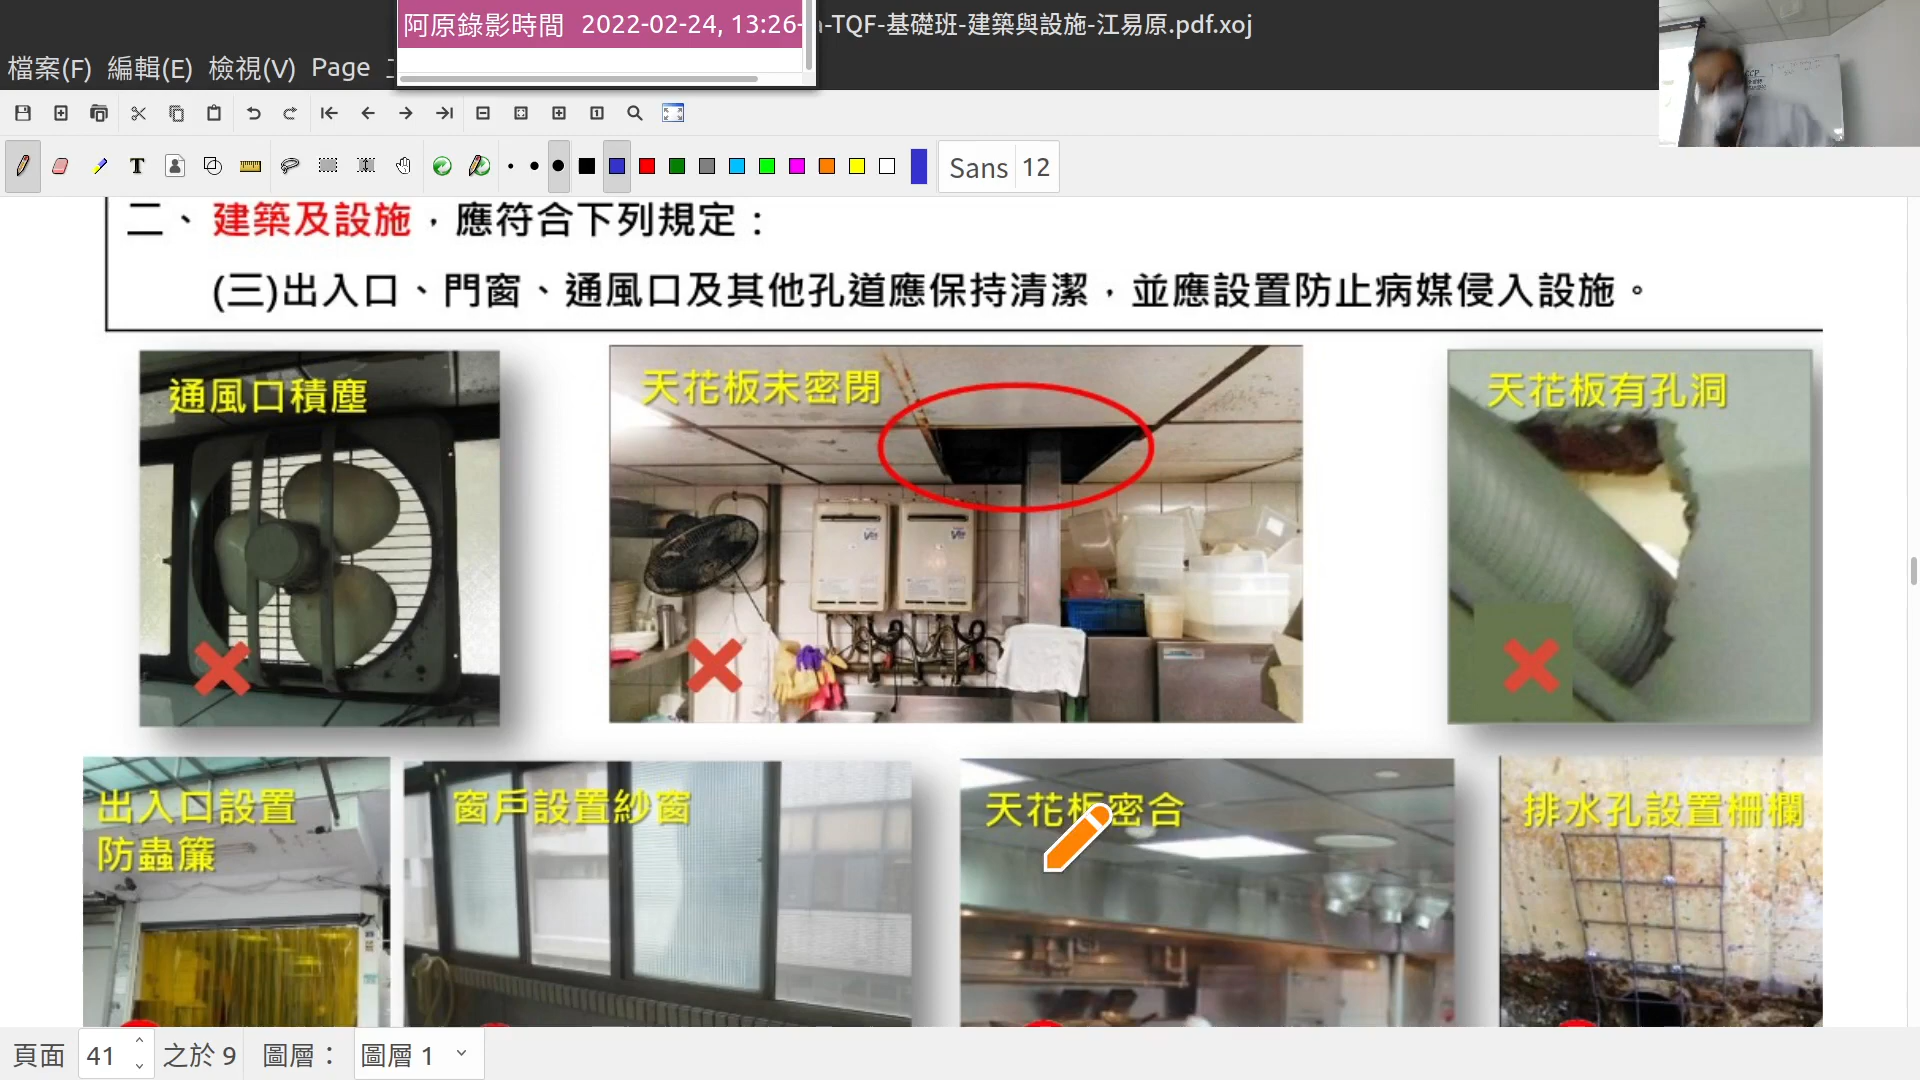 阿原錄影時間 2022-02-24, 13:26-
-TQF-基礎班-建築與設施-江易原.pdf.xoj
檔案(F) 編輯(E) 檢視(V) Page
Sans 12
二、建築及設施，應符合下列規定：
(三)出入口、門窗、通風口及其他孔道應保持清潔，並應設置防止病媒侵入設施。
通風口積塵
天花板未密閉
天花板有孔洞
出入口設置
防蟲簾
窗戶設置紗窗
天花板密合
排水孔設置柵欄
頁面 41 之於 9 圖層： 圖層 1